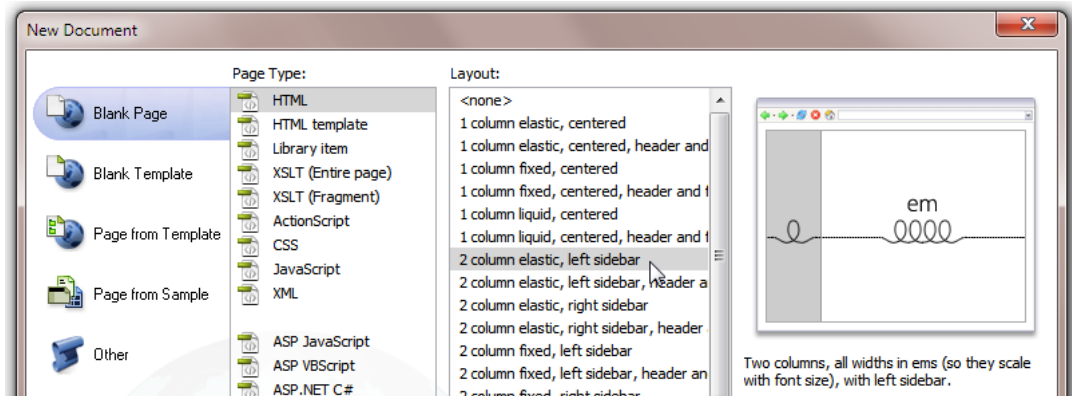 New Document
Page Type:
Layout:
Blank Page
Blank Template
Page from Template
Page from Sample
Other
HTML
HTML template
Library item
XSLT (Entire page)
XSLT (Fragment)
ActionScript
CSS
JavaScript
XML
ASP JavaScript
ASP VBScript
ASP.NET C#
<none>
1 column elastic, centered
1 column elastic, centered, header and
1 column fixed, centered
1 column fixed, centered, header and f
1 column liquid, centered
1 column liquid, centered, header and f
2 column elastic, left sidebar
2 column elastic, left sidebar, header a
2 column elastic, right sidebar
2 column elastic, right sidebar, header
2 column fixed, left sidebar
2 column fixed, left sidebar, header an
2 column fixed, right sidebar
em
Two columns, all widths in ems (so they scale
with font size), with left sidebar.